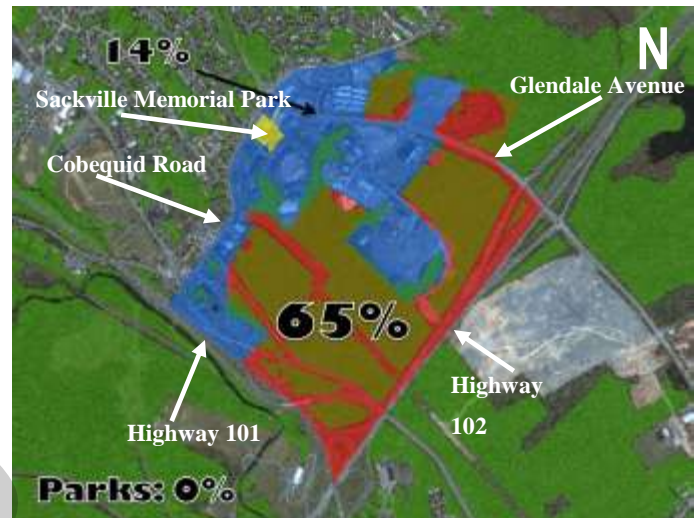 14%
N
Glendale Avenue
Sackville Memorial Park
Cobequid Road
65%
Highway
102
Highway 101
Parks: 0%